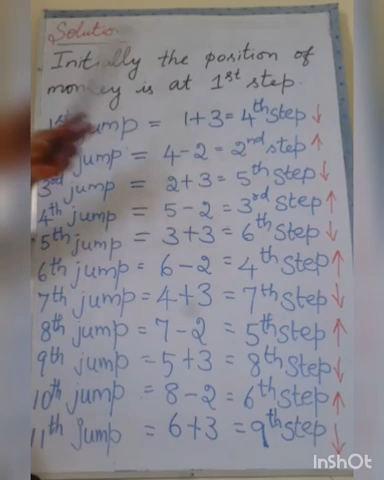 Solution
Initially the position of
monkey is at 1st step.
1st jump = 1+3 = 4th step ↓
jump = 4-2 = 2nd step ↑
3rd jump = 2+3 = 5th step ↓
4th jump = 5-2 = 3rd step ↑
5th jump = 3+3 = 6th step ↓
6th jump = 6-2 = 4th step ↑
7th jump = 4+3 = 7th step ↓
8th jump = 7-2 = 5th step ↑
9th jump = 5+3 = 8th step ↓
10th jump = 8-2 = 6th step ↑
11th Jump = 6+3 = 9th step ↓
InShOt